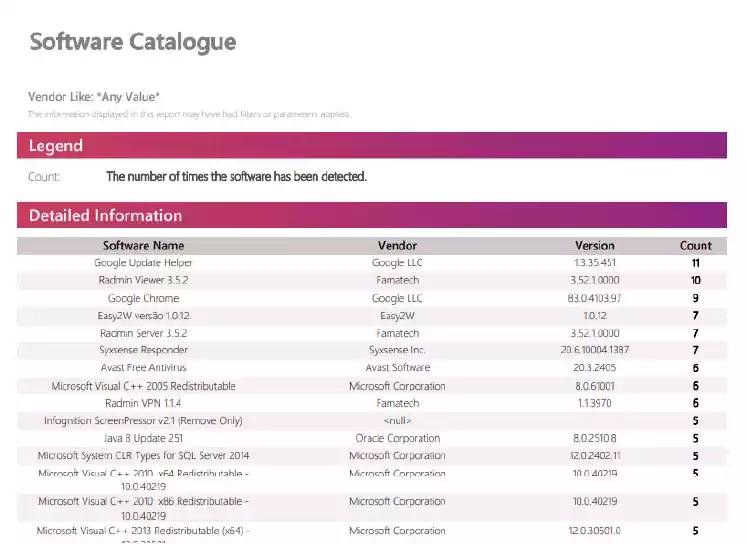 Software Catalogue
Vendor Like: *Any Value*
The information displayed in this report may have had filters or parameters applied.
Legend
Count: The number of times the software has been detected.
Detailed Information
Software Name Vendor Version Count
Google Update Helper Google LLC 1.3.35.451 11
Radmin Viewer 3.5.2 Famatech 3.52.1.0000 10
Google Chrome Google LLC 83.0.4103.97 9
Easy2W versão 1.0.12 Easy2W 1.0.12 7
Radmin Server 3.5.2 Famatech 3.52.1.0000 7
Syxsense Responder Syxsense Inc. 20.6.10004.1387 7
Avast Free Antivirus Avast Software 20.3.2405 6
Microsoft Visual C++ 2005 Redistributable Microsoft Corporation 8.0.61001 6
Radmin VPN 1.1.4 Famatech 1.1.3970 6
Infognition ScreenPressor v2.1 (Remove Only) <null> 5
Java 8 Update 251 Oracle Corporation 8.0.2510.8 5
Microsoft System CLR Types for SQL Server 2014 Microsoft Corporation 12.0.2402.11 5
Microsoft Visual C++ 2010 x64 Redistributable - Microsoft Corporation 10.0.40219 5
10.0.40219
Microsoft Visual C++ 2010 x86 Redistributable - Microsoft Corporation 10.0.40219 5
10.0.40219
Microsoft Visual C++ 2013 Redistributable (x64) - Microsoft Corporation 12.0.30501.0 5